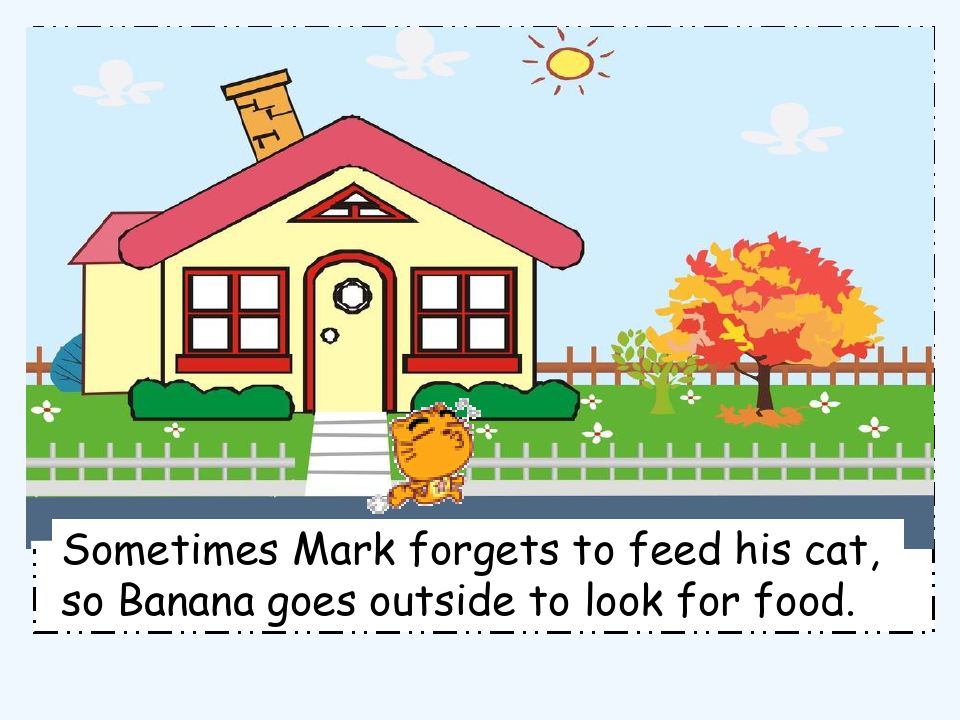 Sometimes Mark forgets to feed his cat,
so Banana goes outside to look for food.